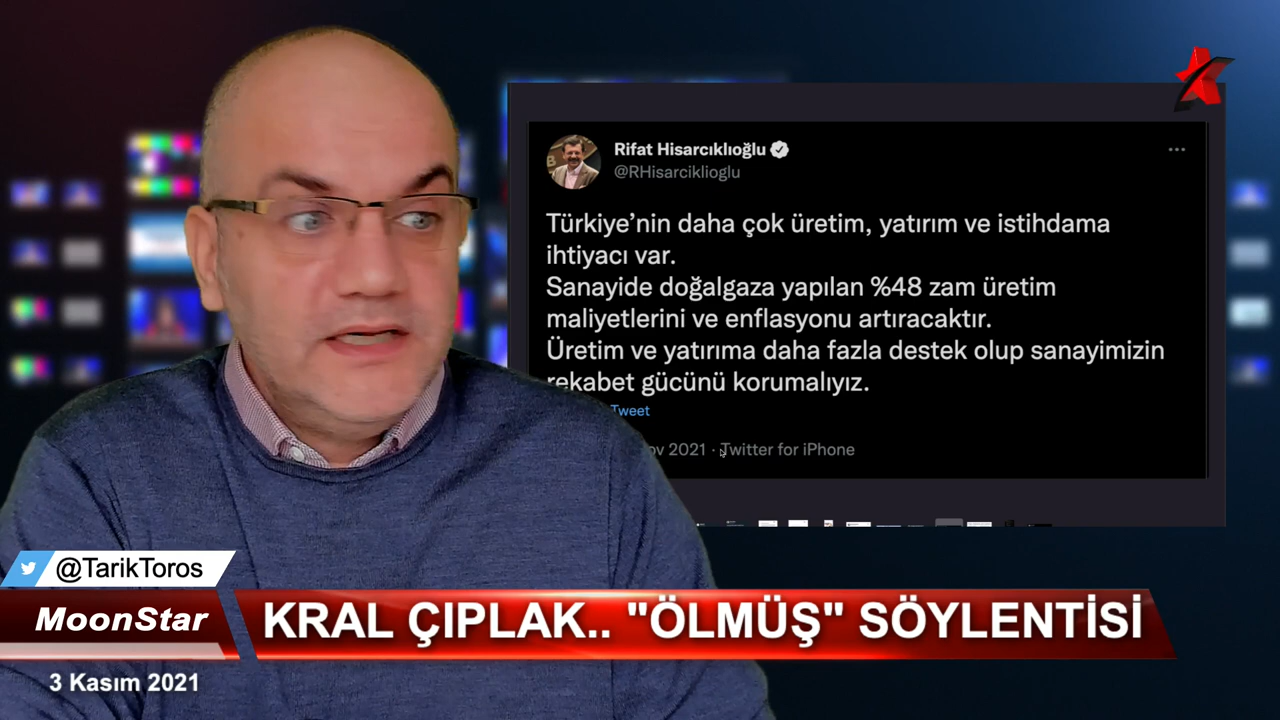 Rifat Hisarcıklıoğlu
@RHisarciklioglu
Türkiye'nin daha çok üretim, yatırım ve istihdama
ihtiyacı var.
Sanayide doğalgaza yapılan %48 zam üretim
maliyetlerini ve enflasyonu artıracaktır.
Üretim ve yatırıma daha fazla destek olup sanayimizin
rekabet gücünü korumalıyız.
Tweet
ov 2021 · Twitter for iPhone
@TarikToros
MoonStar
KRAL ÇIPLAK.. "ÖLMÜŞ" SÖYLENTİSİ
3 Kasım 2021